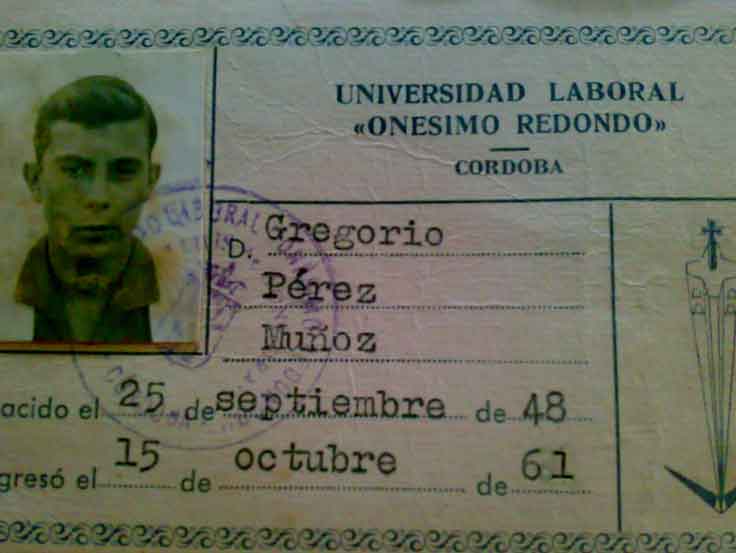 UNIVERSIDAD LABORAL
«ONESIMO REDONDO»
CORDOBA
D. Gregorio
Pérez
Muñoz
acido el 25 de septiembre de 48
gresó el 15 de octubre de 61